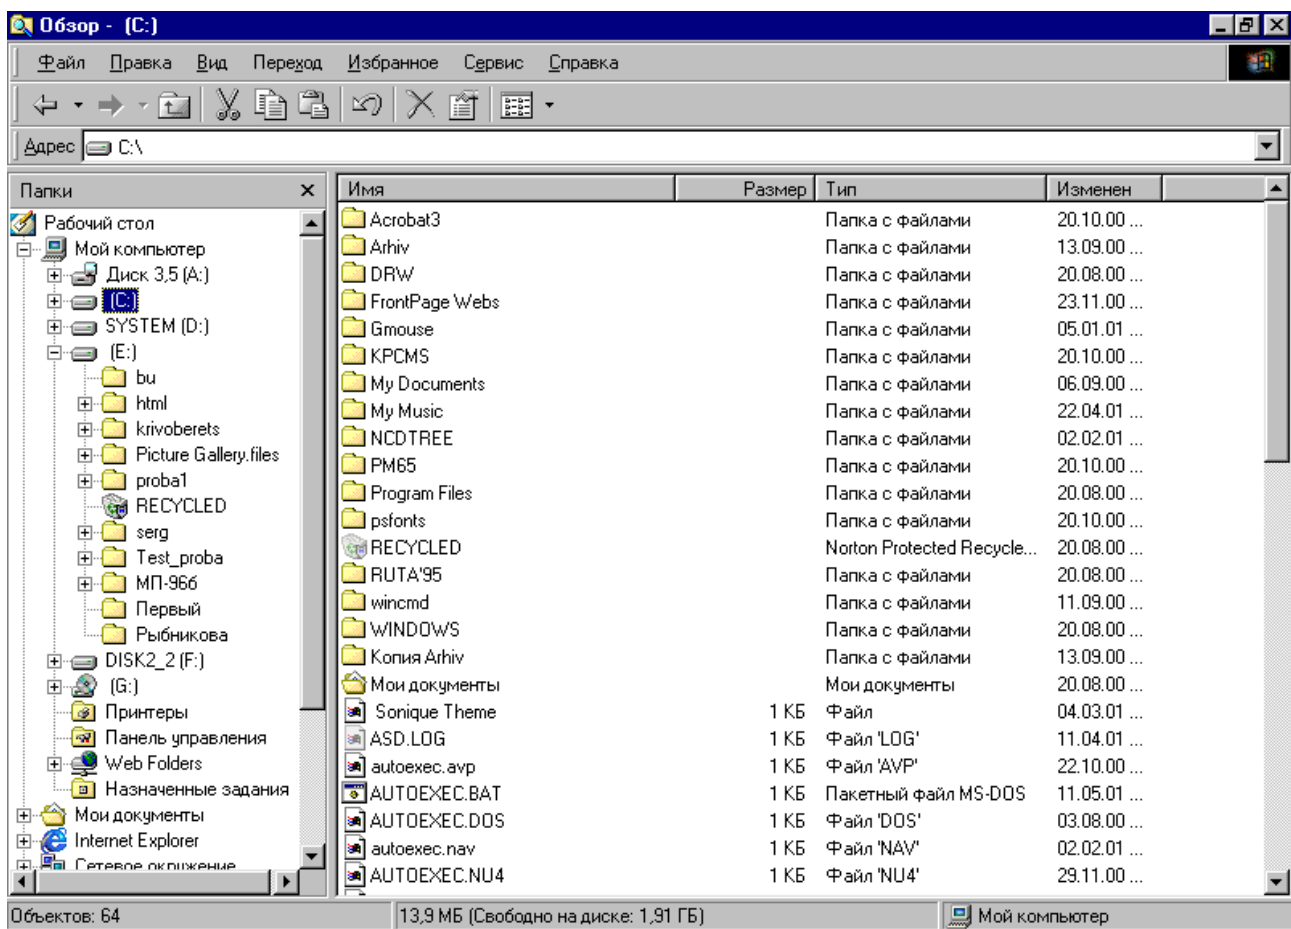 Обзор - (C:)
Файл Правка Вид Переход Избранное Сервис Справка
Адрес C:\
Папки
Рабочий стол
Мой компьютер
Диск 3,5 (A:)
(C:)
SYSTEM (D:)
(E:)
bu
html
krivoberets
Picture Gallery.files
proba1
RECYCLED
serg
Test_proba
МП-966
Первый
Рыбникова
DISK2_2 (F:)
(G:)
Принтеры
Панель управления
Web Folders
Назначенные задания
Мои документы
Internet Explorer
Сетевое окружение
Имя Размер Тип Изменен
Acrobat3 Папка с файлами 20.10.00 ...
Arhiv Папка с файлами 13.09.00 ...
DRW Папка с файлами 20.08.00 ...
FrontPage Webs Папка с файлами 23.11.00 ...
Gmouse Папка с файлами 05.01.01 ...
KPCMS Папка с файлами 20.10.00 ...
My Documents Папка с файлами 06.09.00 ...
My Music Папка с файлами 22.04.01 ...
NCDTREE Папка с файлами 02.02.01 ...
PM65 Папка с файлами 20.10.00 ...
Program Files Папка с файлами 20.08.00 ...
psfonts Папка с файлами 20.10.00 ...
RECYCLED Norton Protected Recycle... 20.08.00 ...
RUTA'95 Папка с файлами 20.08.00 ...
wincmd Папка с файлами 11.09.00 ...
WINDOWS Папка с файлами 20.08.00 ...
Копия Arhiv Папка с файлами 13.09.00 ...
Мои документы Мои документы 20.08.00 ...
Sonique Theme 1 КБ Файл 04.03.01 ...
ASD.LOG 1 КБ Файл 'LOG' 11.04.01 ...
autoexec.avp 1 КБ Файл 'AVP' 22.10.00 ...
AUTOEXEC.BAT 1 КБ Пакетный файл MS-DOS 11.05.01 ...
AUTOEXEC.DOS 1 КБ Файл 'DOS' 03.08.00 ...
autoexec.nav 1 КБ Файл 'NAV' 02.02.01 ...
AUTOEXEC.NU4 1 КБ Файл 'NU4' 29.11.00 ...
Объектов: 64 13,9 МБ (Свободно на диске: 1,91 ГБ) Мой компьютер